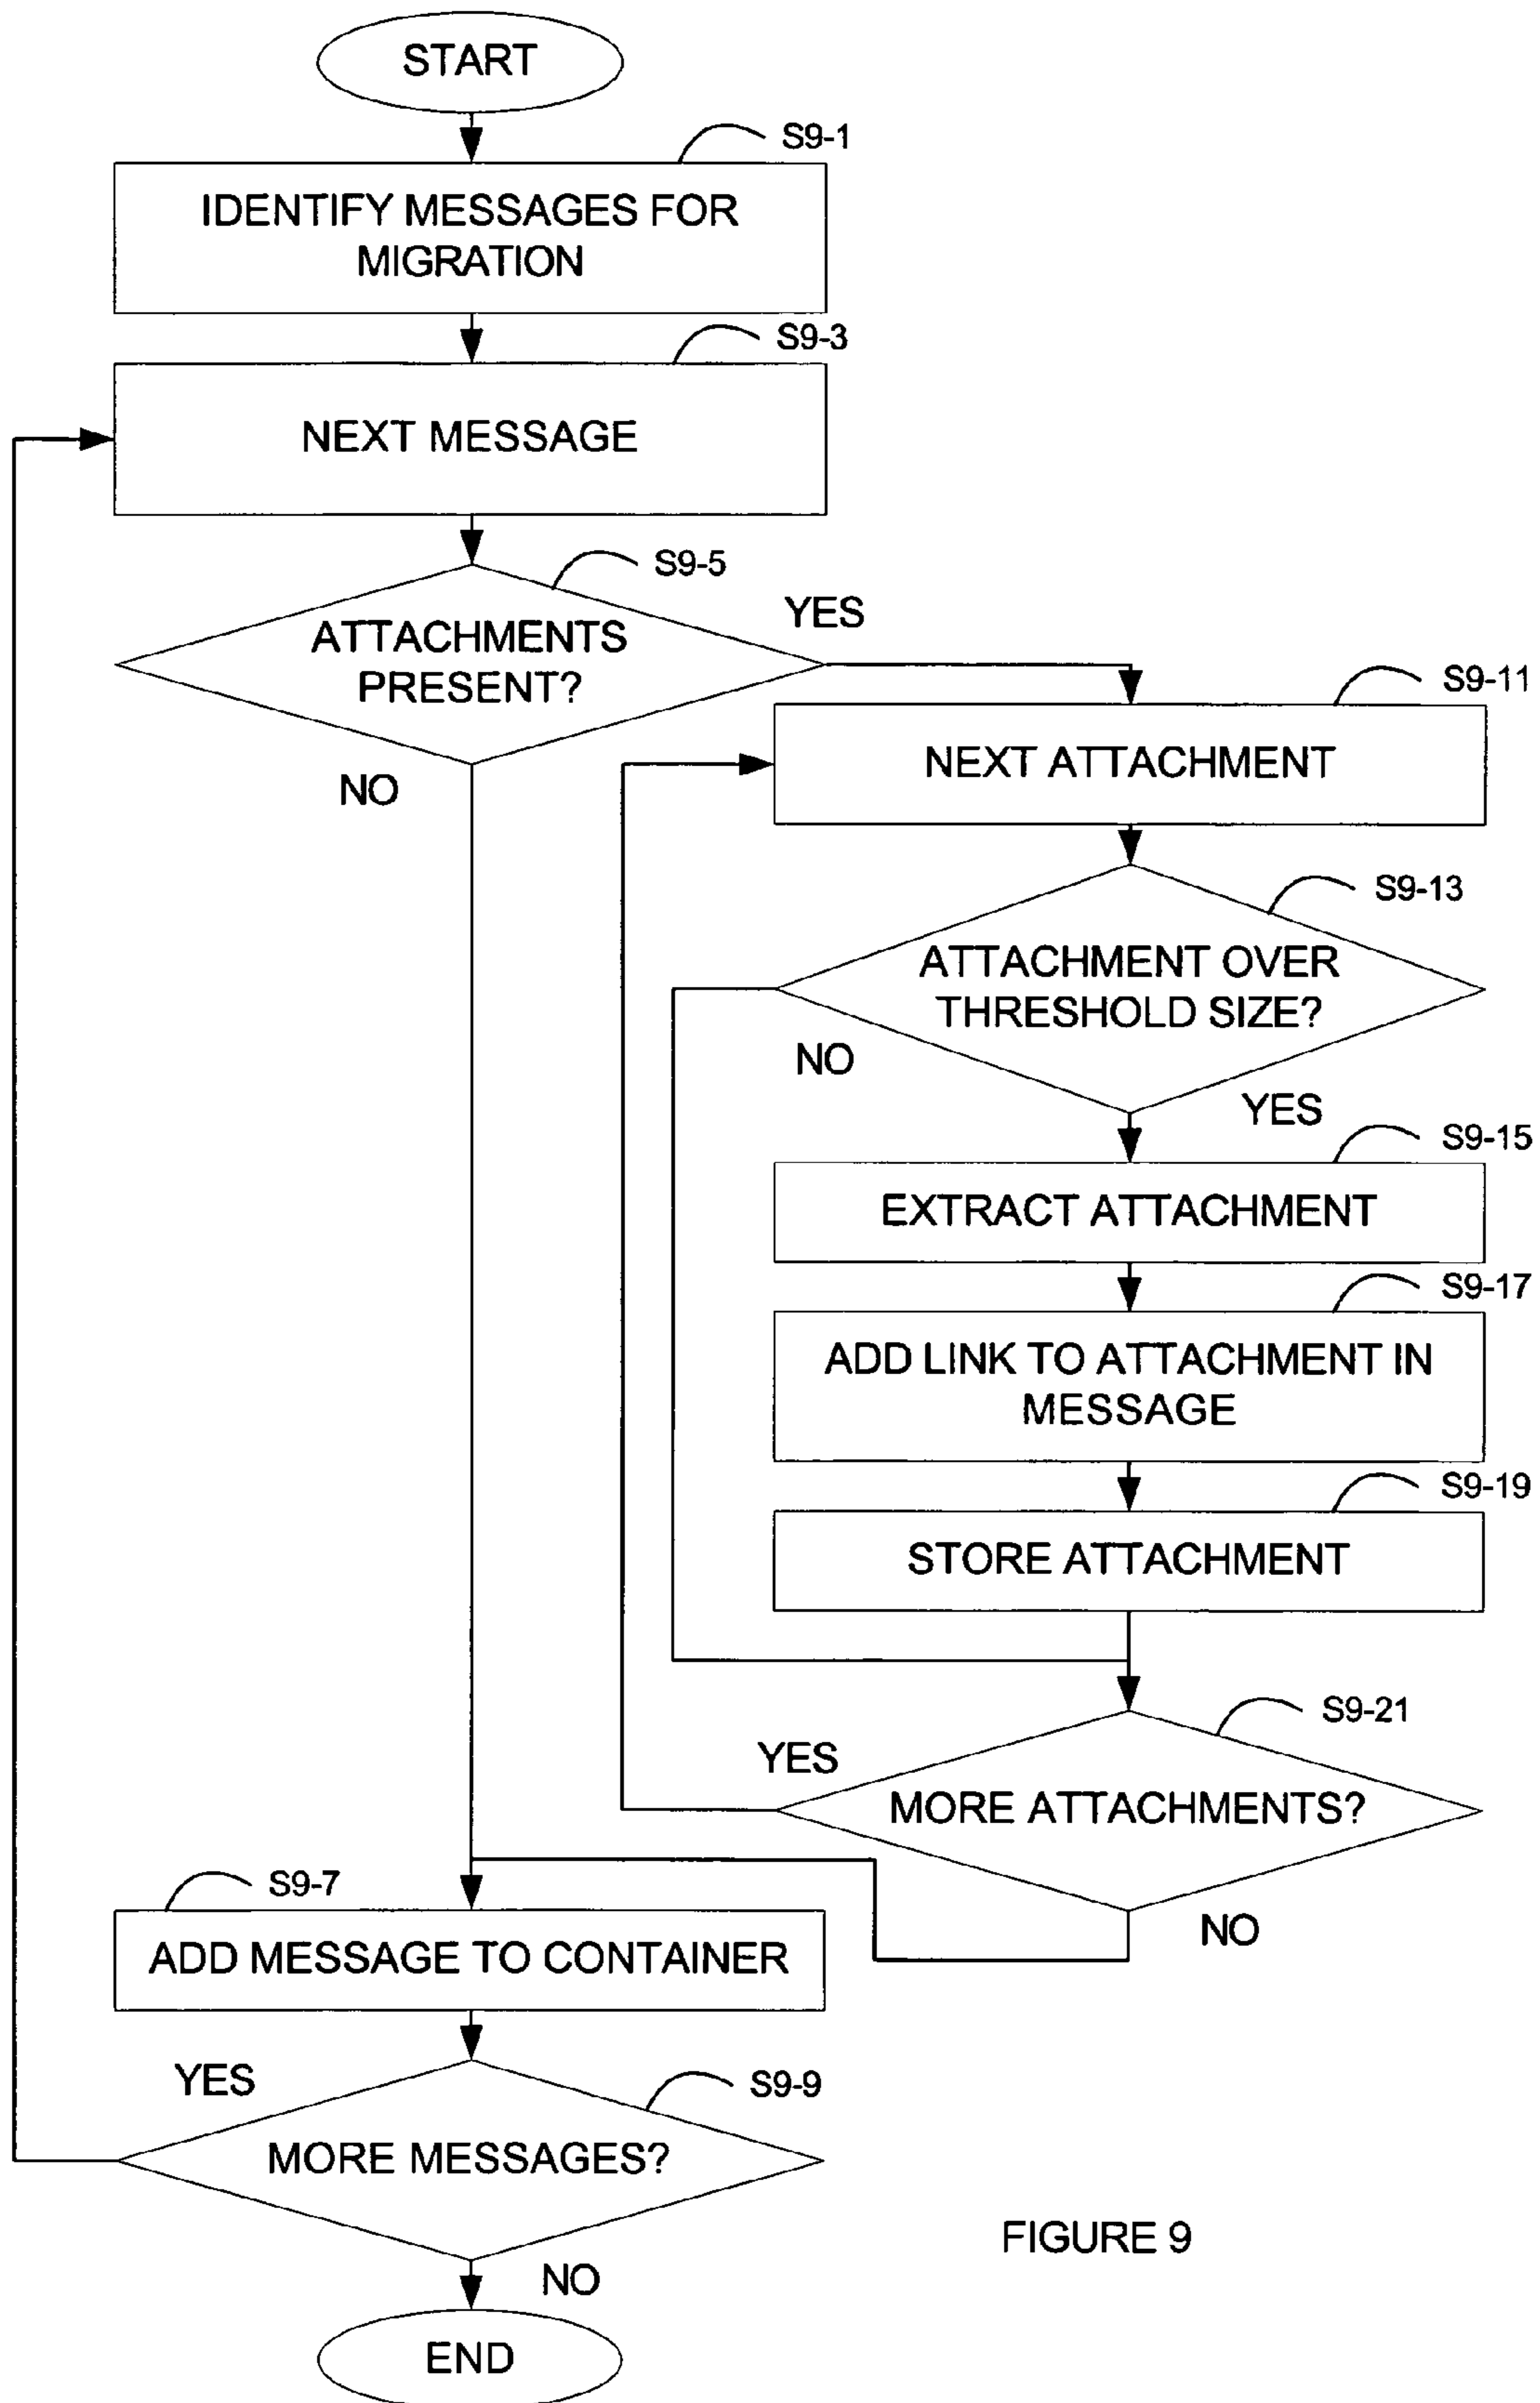 START
S9-1
IDENTIFY MESSAGES FOR
MIGRATION
S9-3
NEXT MESSAGE
S9-5
ATTACHMENTS
PRESENT?
YES
NO
S9-11
NEXT ATTACHMENT
S9-13
ATTACHMENT OVER
THRESHOLD SIZE?
NO
YES
S9-15
EXTRACT ATTACHMENT
S9-17
ADD LINK TO ATTACHMENT IN
MESSAGE
S9-19
STORE ATTACHMENT
S9-21
YES
MORE ATTACHMENTS?
NO
S9-7
ADD MESSAGE TO CONTAINER
YES
S9-9
MORE MESSAGES?
NO
END
FIGURE 9